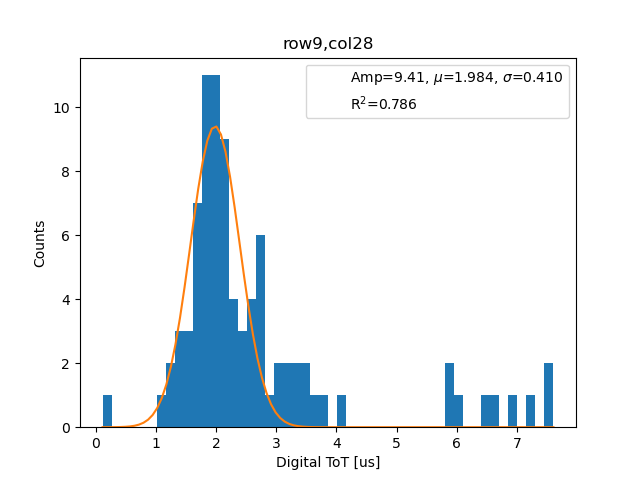 row9,col28
Amp=9.41, μ=1.984, σ=0.410
R²=0.786
Counts
10
8
6
4
2
0
0 1 2 3 4 5 6 7
Digital ToT [us]